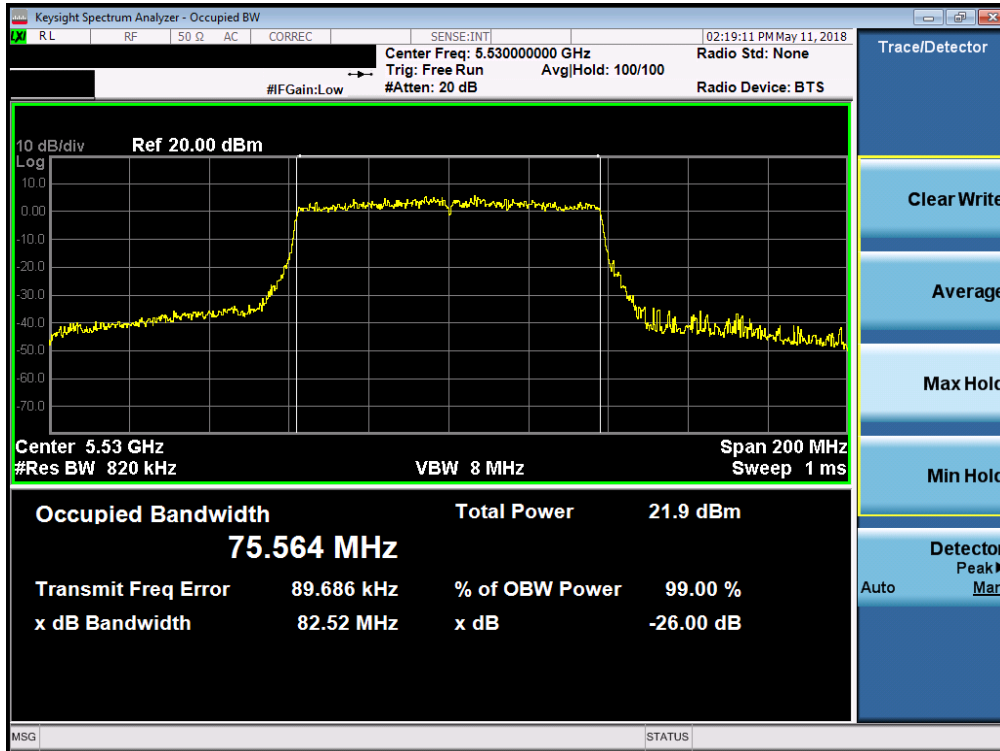 Keysight Spectrum Analyzer - Occupied BW
LXI RL RF 50 Ω AC CORREC SENSE:INT 02:19:11 PM May 11, 2018
Center Freq: 5.530000000 GHz Radio Std: None
Trig: Free Run Avg|Hold: 100/100
#IFGain:Low #Atten: 20 dB Radio Device: BTS
10 dB/div Ref 20.00 dBm
Log
10.0
0.00
-10.0
-20.0
-30.0
-40.0
-50.0
-60.0
-70.0
Center 5.53 GHz Span 200 MHz
#Res BW 820 kHz VBW 8 MHz Sweep 1 ms
Occupied Bandwidth Total Power 21.9 dBm
75.564 MHz
Transmit Freq Error 89.686 kHz % of OBW Power 99.00 %
x dB Bandwidth 82.52 MHz x dB -26.00 dB
MSG STATUS
Trace/Detector
Clear Write
Average
Max Hold
Min Hold
Detector
Peak
Auto Man